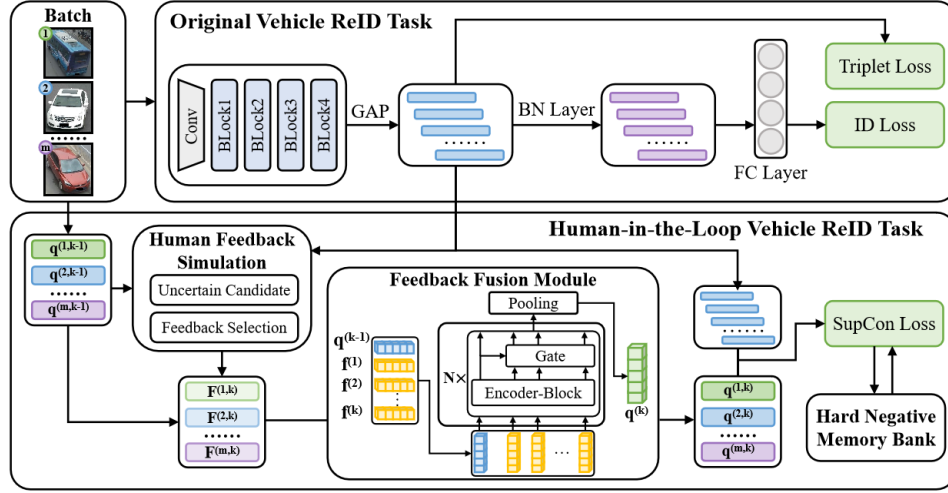 Batch
1
2
......
m
Original Vehicle ReID Task
Conv
BLock1
BLock2
BLock3
BLock4
GAP
......
BN Layer
......
FC Layer
Triplet Loss
ID Loss
Human-in-the-Loop Vehicle ReID Task
q(1,k-1)
q(2,k-1)
......
q(m,k-1)
Human Feedback
Simulation
Uncertain Candidate
Feedback Selection
F(1,k)
F(2,k)
......
F(m,k)
Feedback Fusion Module
q(k-1)
f(1)
f(2)
⋮
f(k)
Pooling
N×
Gate
Encoder-Block
...
q(k)
......
q(1,k)
q(2,k)
......
q(m,k)
SupCon Loss
Hard Negative
Memory Bank